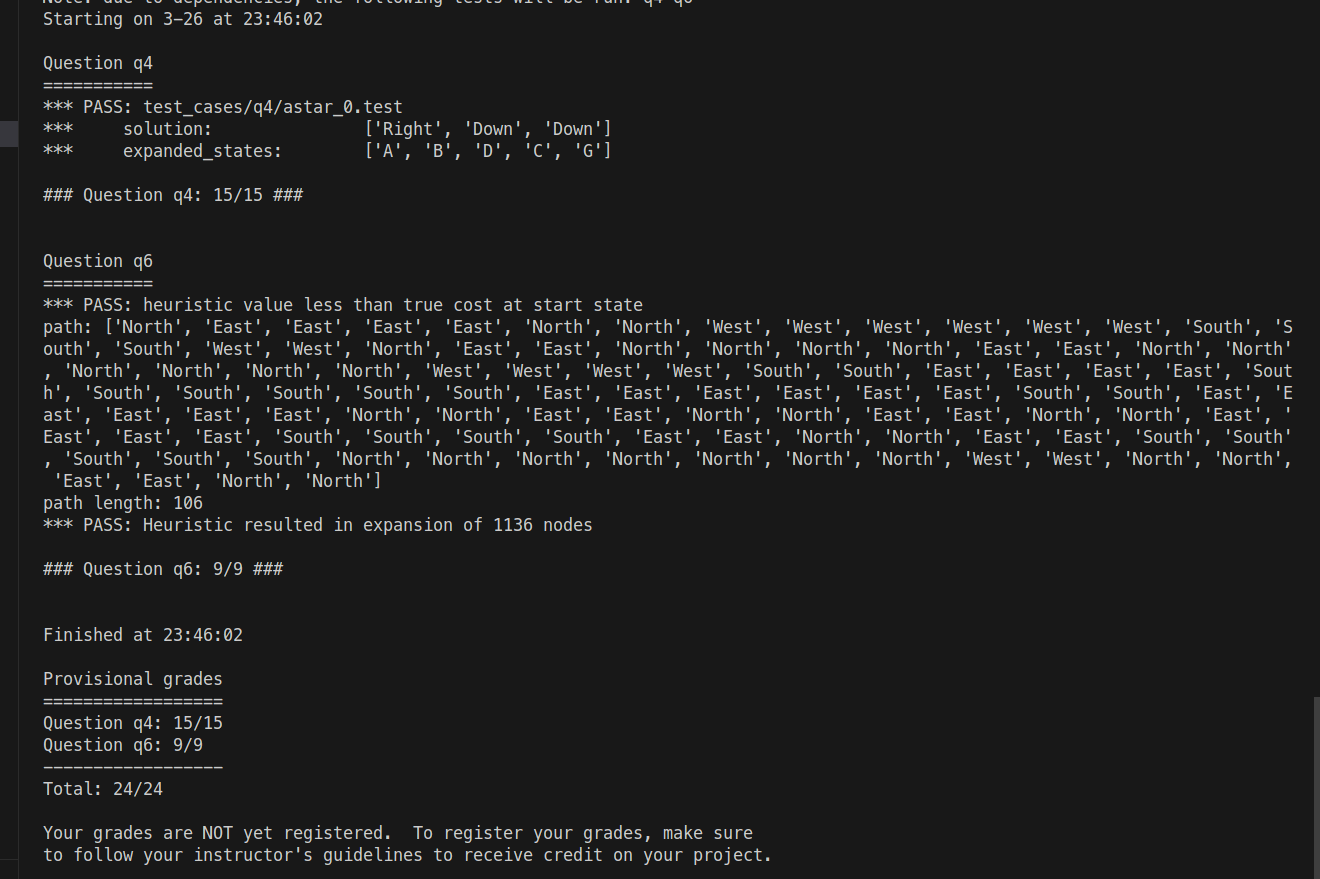 Note: due to dependencies, the following tests will be run: q4 q6
Starting on 3-26 at 23:46:02
Question q4
===========
*** PASS: test_cases/q4/astar_0.test
***     solution:               ['Right', 'Down', 'Down']
***     expanded_states:        ['A', 'B', 'D', 'C', 'G']
### Question q4: 15/15 ###
Question q6
===========
*** PASS: heuristic value less than true cost at start state
path: ['North', 'East', 'East', 'East', 'East', 'North', 'North', 'West', 'West', 'West', 'West', 'West', 'West', 'South', 'S
outh', 'South', 'West', 'West', 'North', 'East', 'East', 'North', 'North', 'North', 'North', 'East', 'East', 'North', 'North'
, 'North', 'North', 'North', 'North', 'West', 'West', 'West', 'West', 'South', 'South', 'East', 'East', 'East', 'East', 'Sout
h', 'South', 'South', 'South', 'South', 'South', 'East', 'East', 'East', 'East', 'East', 'South', 'South', 'East', 'E
ast', 'East', 'East', 'East', 'North', 'North', 'East', 'East', 'North', 'North', 'East', 'East', 'North', 'North', 'East', '
East', 'East', 'East', 'South', 'South', 'South', 'South', 'East', 'East', 'North', 'North', 'East', 'East', 'South', 'South'
, 'South', 'South', 'South', 'North', 'North', 'North', 'North', 'North', 'North', 'North', 'West', 'West', 'North', 'North',
 'East', 'East', 'North', 'North']
path length: 106
*** PASS: Heuristic resulted in expansion of 1136 nodes
### Question q6: 9/9 ###
Finished at 23:46:02
Provisional grades
==================
Question q4: 15/15
Question q6: 9/9
------------------
Total: 24/24
Your grades are NOT yet registered.  To register your grades, make sure
to follow your instructor's guidelines to receive credit on your project.